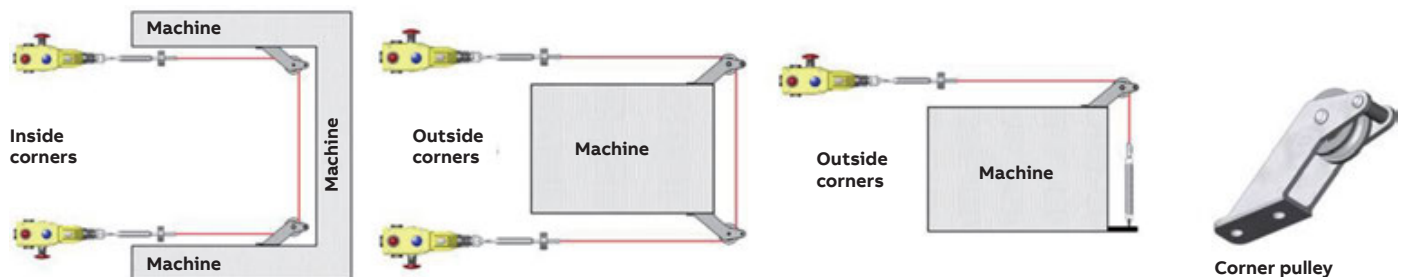 Machine
Inside
corners
Machine
Machine
Outside
corners
Machine
Outside
corners
Machine
Corner pulley